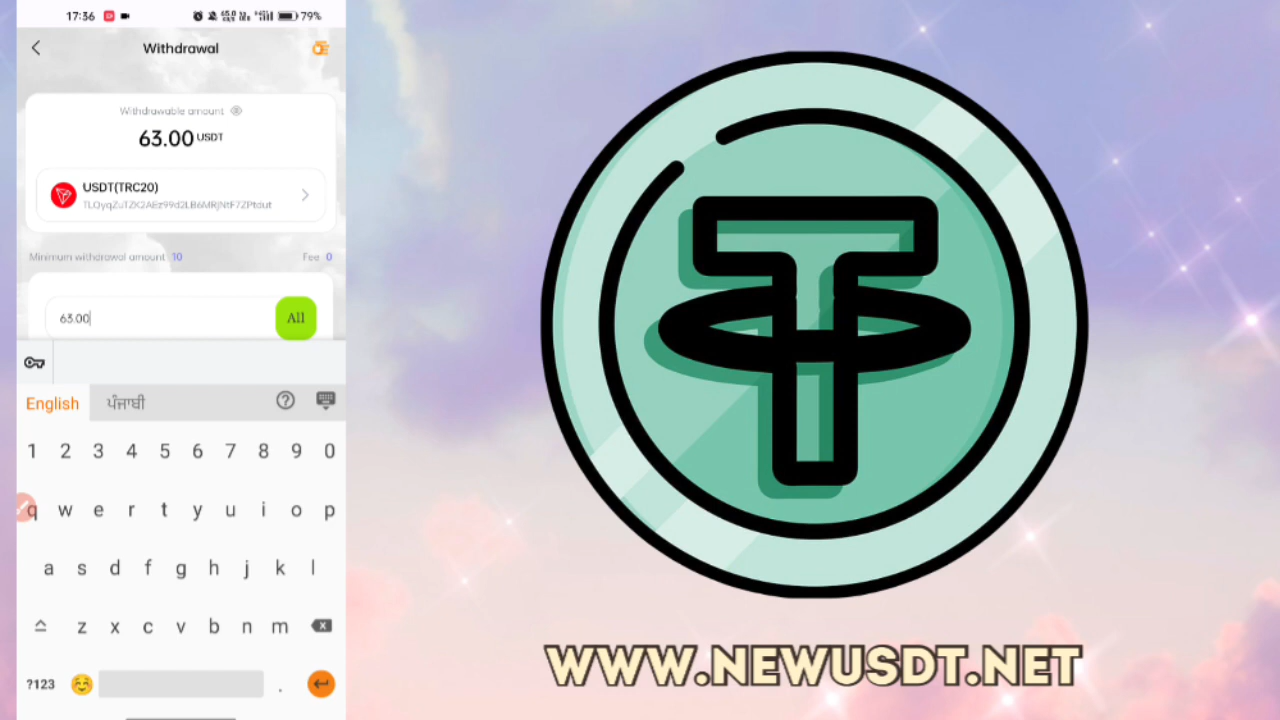 17:36 79%
Withdrawal
Withdrawable amount
63.00 USDT
USDT(TRC20)
Minimum withdrawal amount 10 Fee 0
63.00 All
English ਪੰਜਾਬੀ
1 2 3 4 5 6 7 8 9 0
q w e r t y u i o p
a s d f g h j k l
z x c v b n m
?123 .
WWW.NEWUSDT.NET